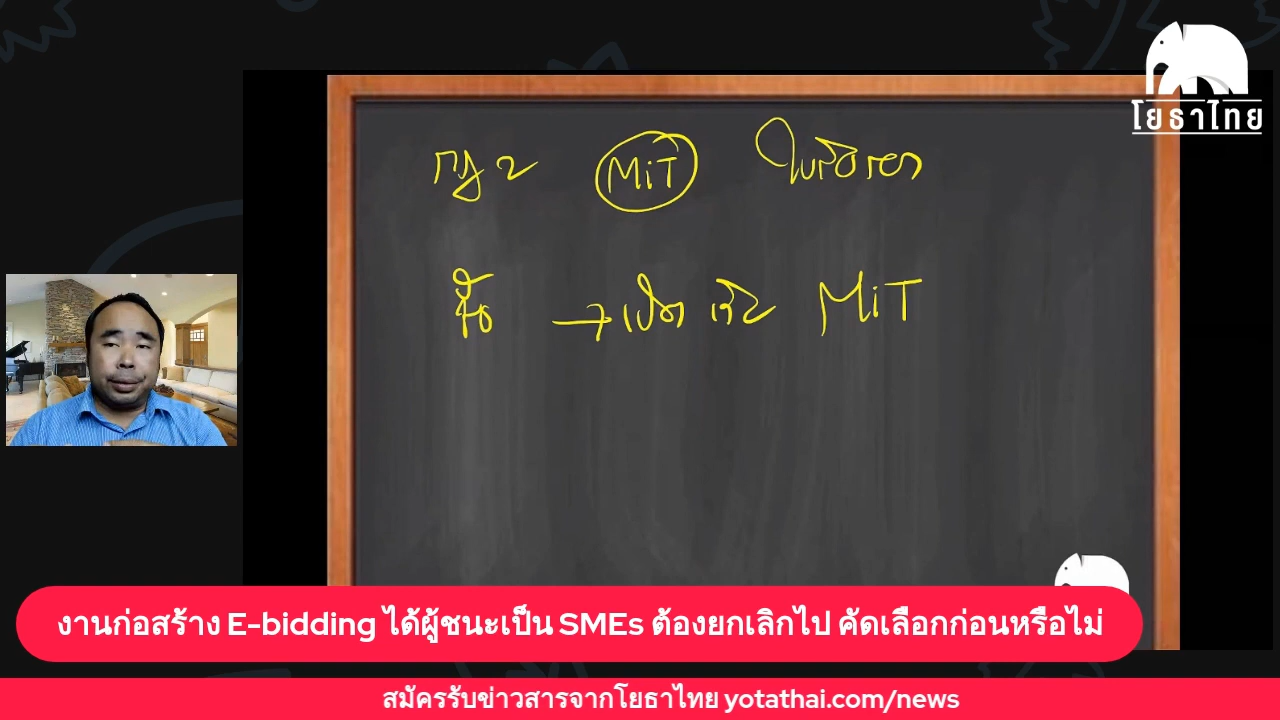 โยธาไทย
MiT
MiT
งานก่อสร้าง E-bidding ได้ผู้ชนะเป็น SMEs ต้องยกเลิกไป คัดเลือกก่อนหรือไม่
สมัครรับข่าวสารจากโยธาไทย yotathai.com/news